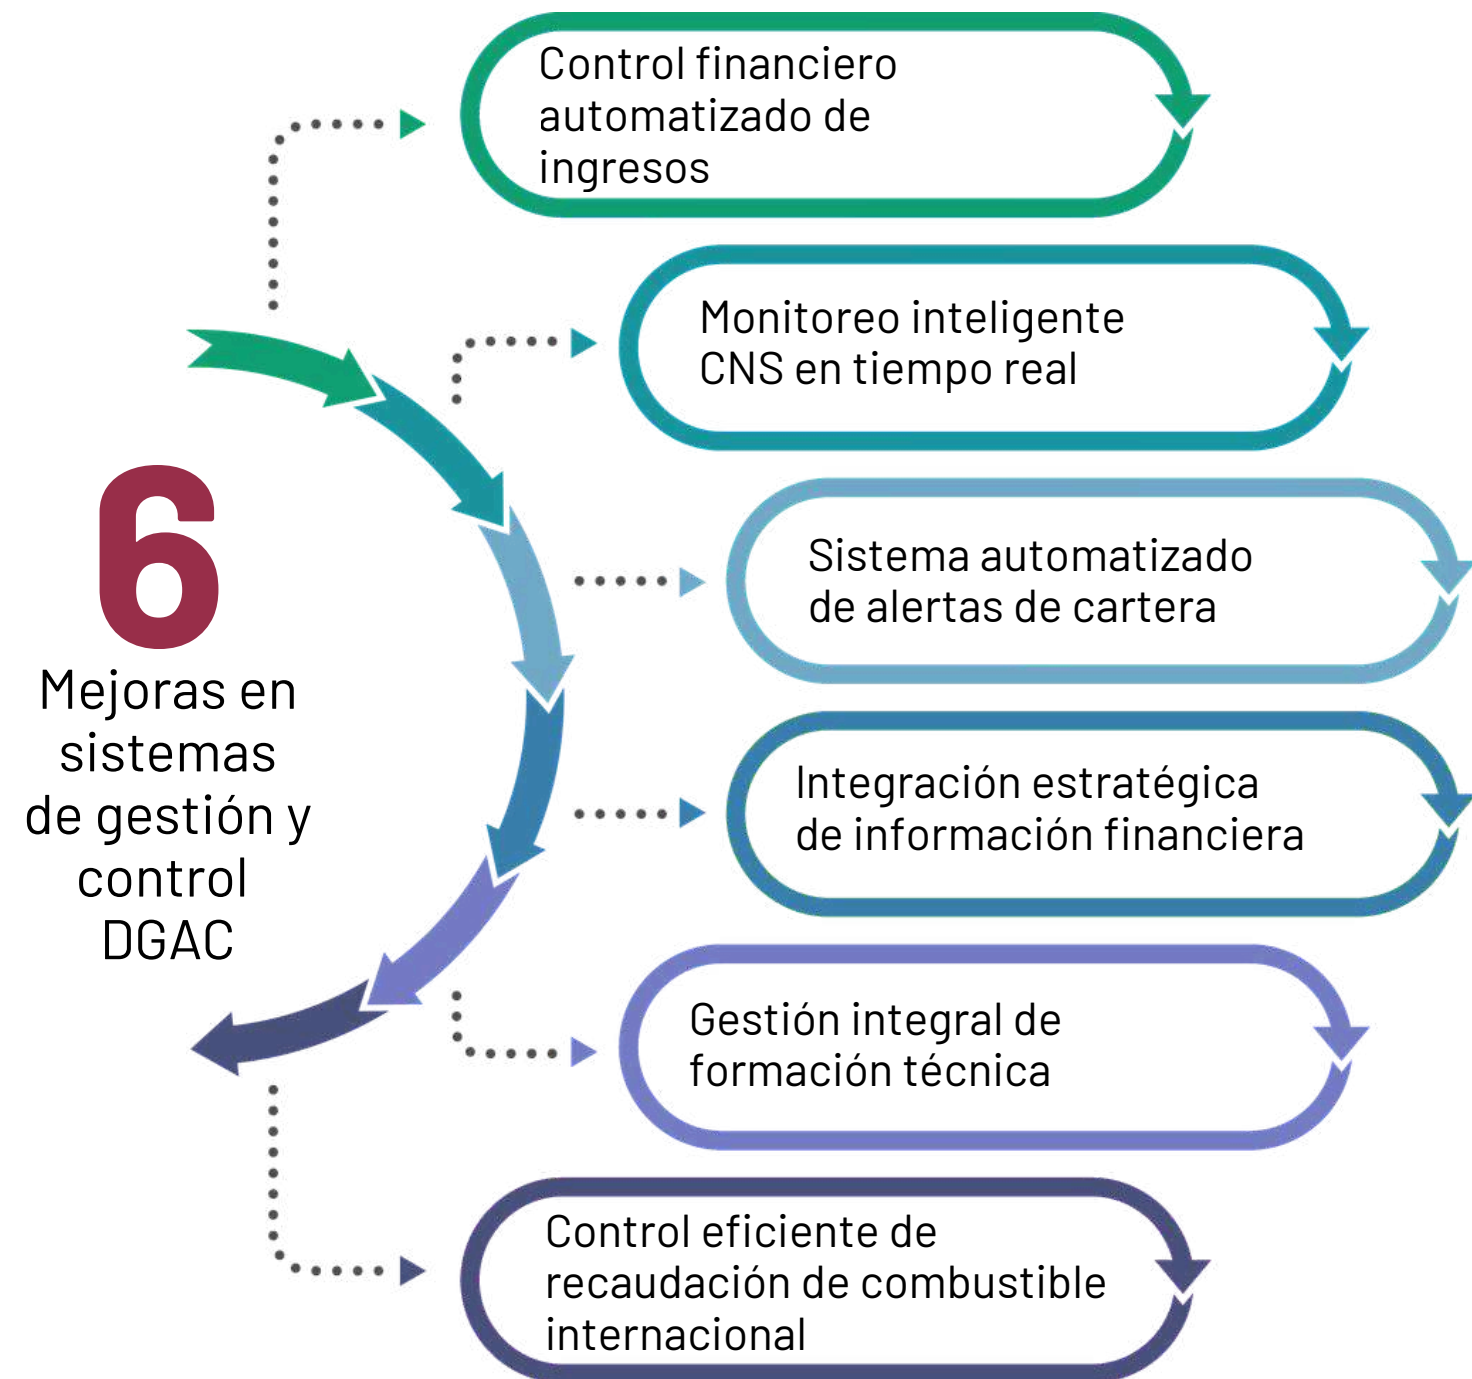 6
Mejoras en
sistemas
de gestión y
control
DGAC
Control financiero
automatizado de
ingresos
Monitoreo inteligente
CNS en tiempo real
Sistema automatizado
de alertas de cartera
Integración estratégica
de información financiera
Gestión integral de
formación técnica
Control eficiente de
recaudación de combustible
internacional